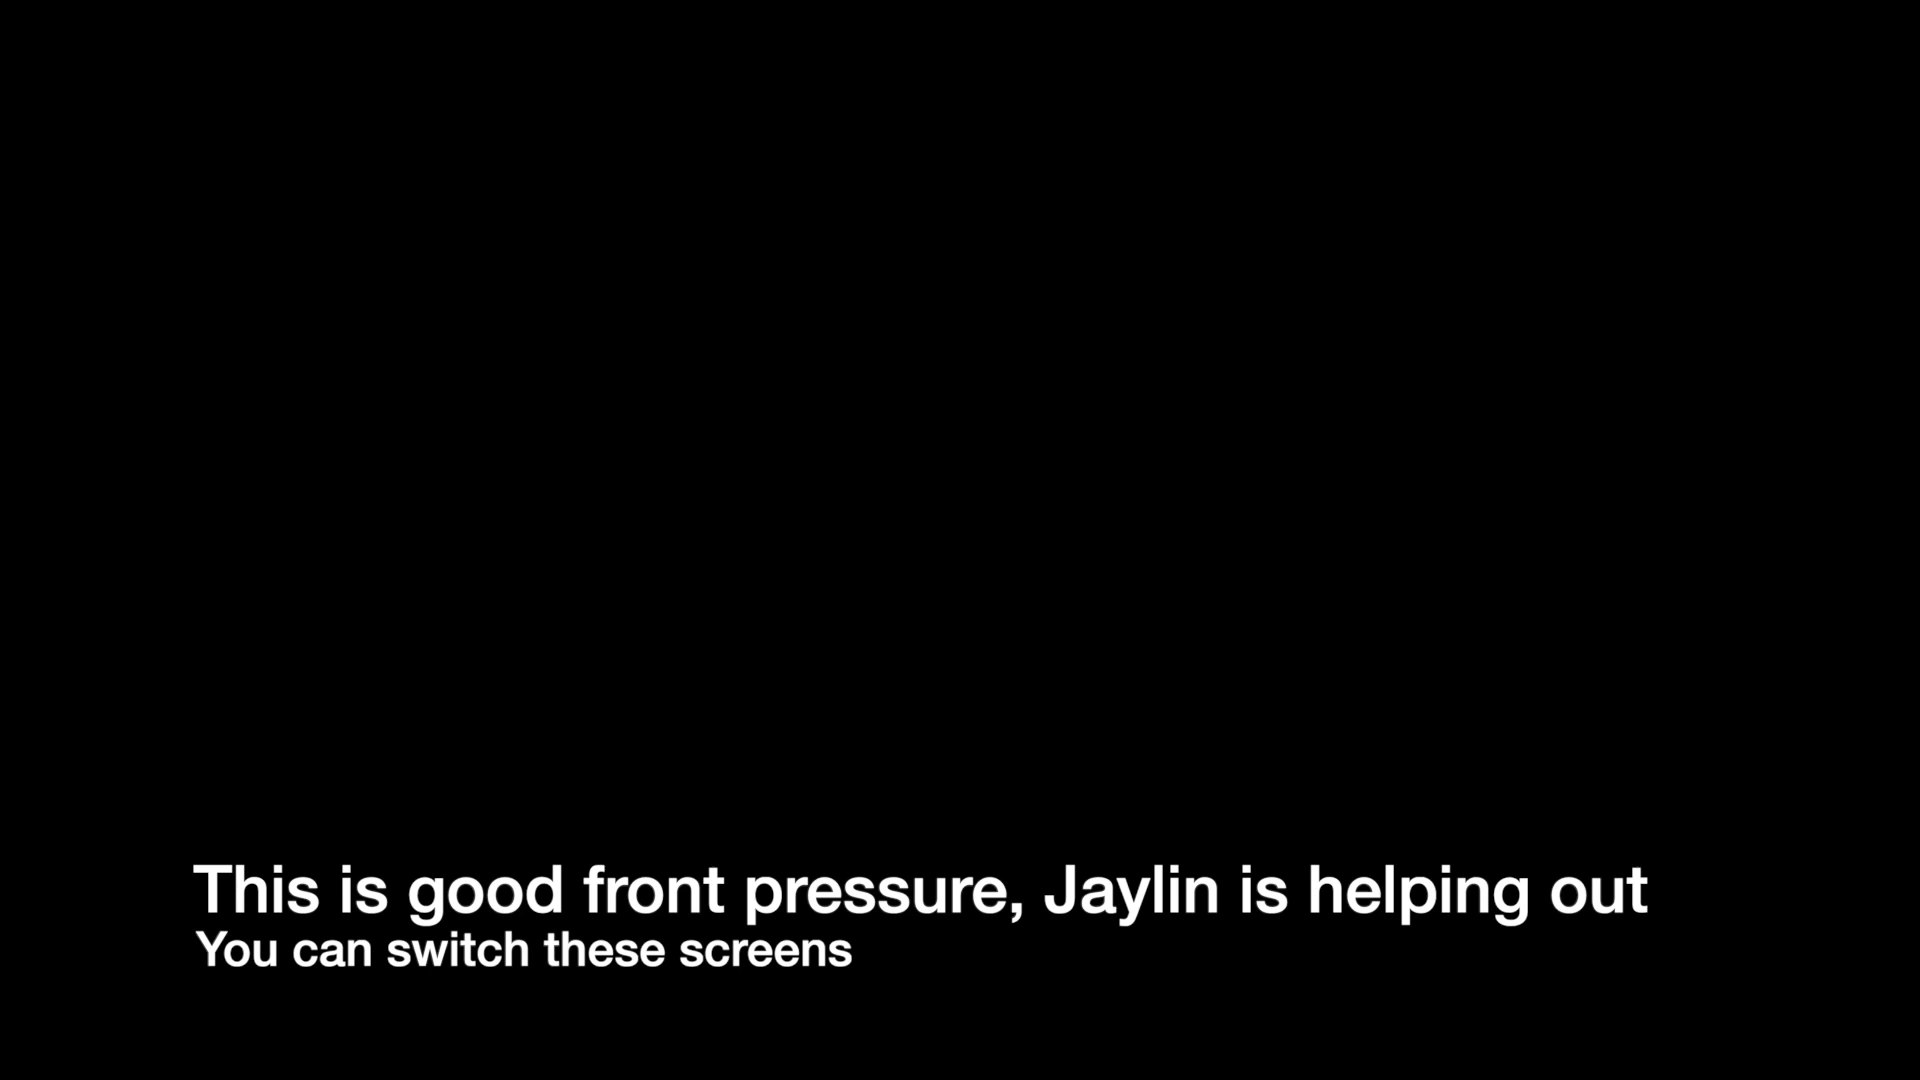 This is good front pressure, Jaylin is helping out
You can switch these screens